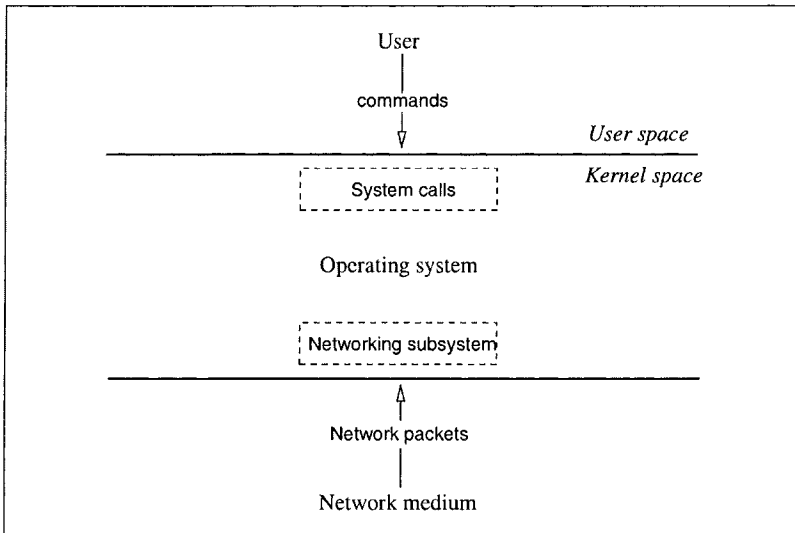 User
commands
User space
Kernel space
System calls
Operating system
Networking subsystem
Network packets
Network medium